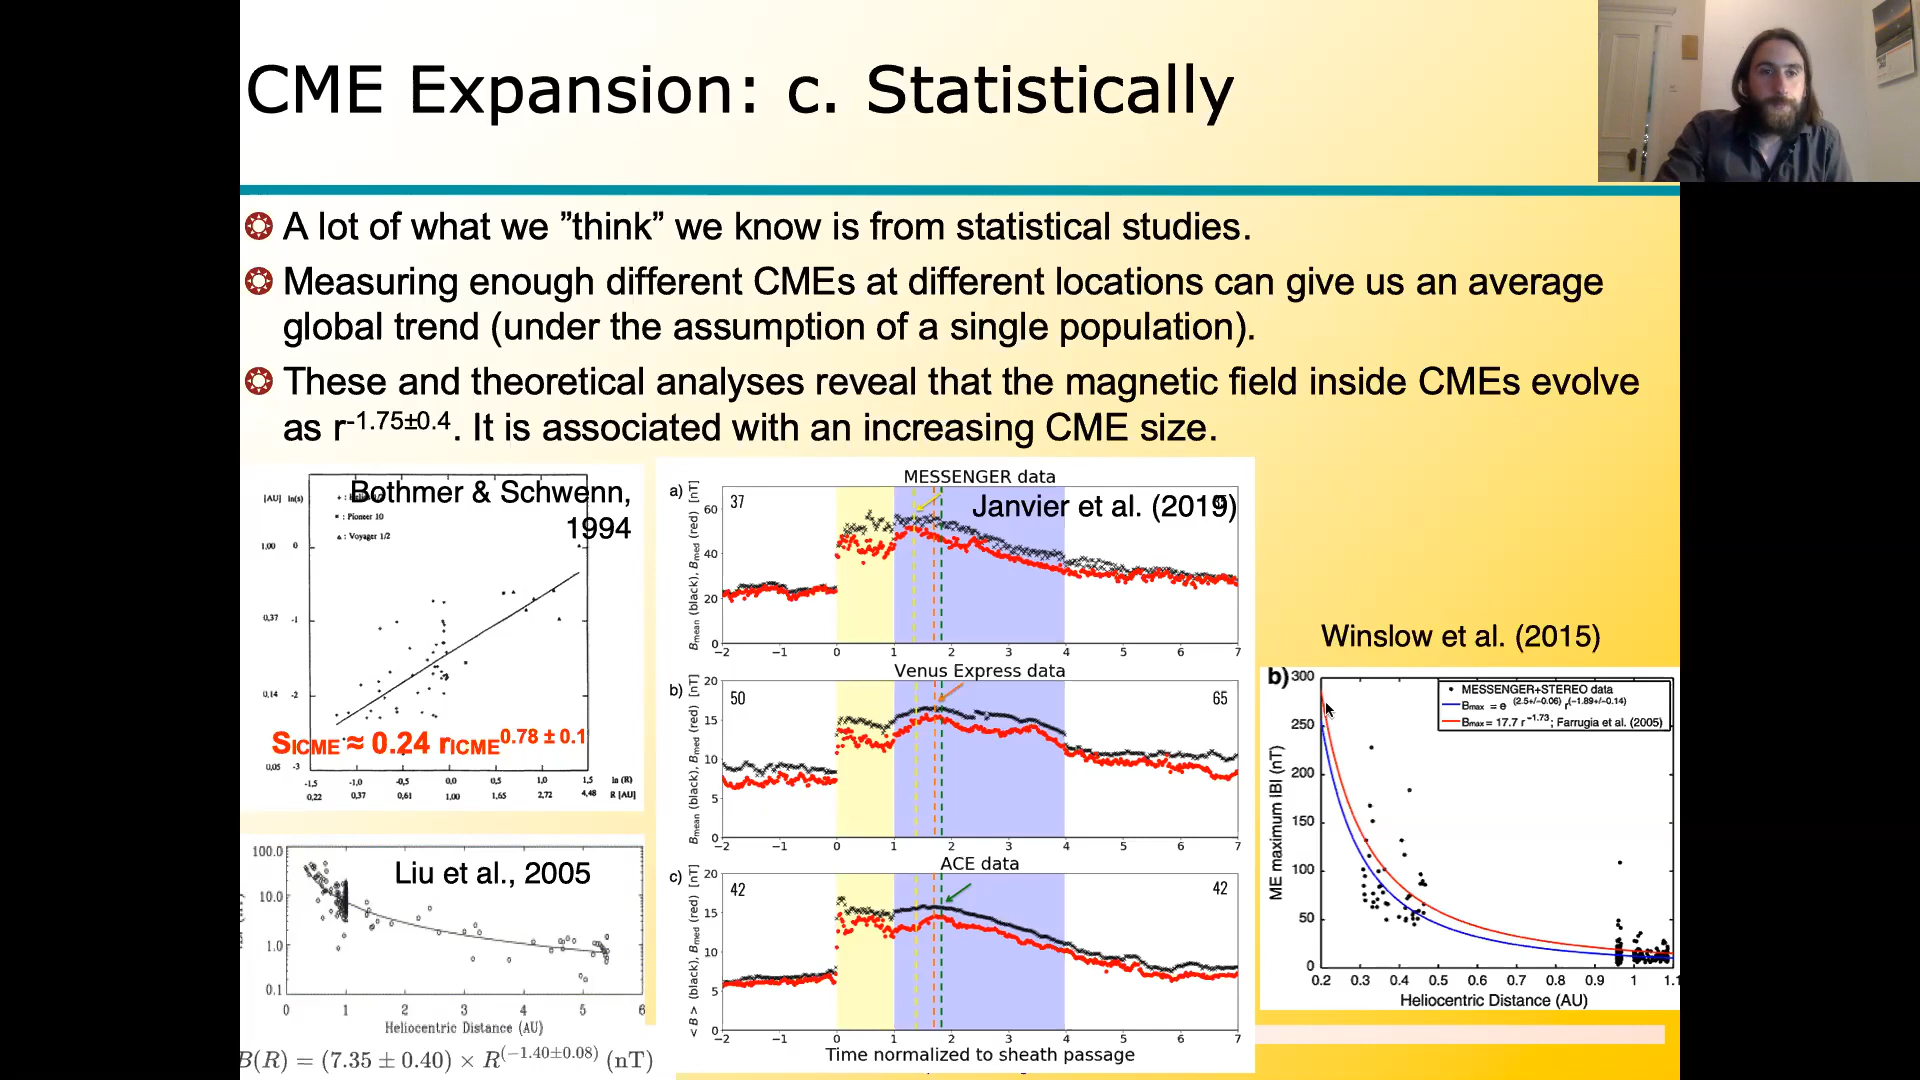 CME Expansion: c. Statistically
A lot of what we ”think” we know is from statistical studies.
Measuring enough different CMEs at different locations can give us an average
global trend (under the assumption of a single population).
These and theoretical analyses reveal that the magnetic field inside CMEs evolve
as r-1.75±0.4. It is associated with an increasing CME size.
Bothmer & Schwenn,
1994
[AU] ln(s)
: Pioneer 10
: Voyager 1/2
1,00 0
0,37 -1
0,14 -2
0,05 -3
SICME ≈ 0.24 rICME0.78 ± 0.1
-1,5 -1,0 -0,5 0,0 0,5 1,0 1,5 ln (R)
0,22 0,37 0,61 1,00 1,65 2,72 4,48 R [AU]
Liu et al., 2005
100.0
10.0
1.0
0.1
0 1 2 3 4 5 6
Heliocentric Distance (AU)
B(R) = (7.35 ± 0.40) × R(−1.40±0.08) (nT)
MESSENGER data
a)
Janvier et al. (2019)
37
Bmean (black), Bmed (red) [nT]
60
40
20
0
−2 −1 0 1 2 3 4 5 6 7
Venus Express data
b)
50 65
Bmean (black), Bmed (red) [nT]
20
15
10
5
0
−2 −1 0 1 2 3 4 5 6 7
ACE data
c)
42 42
<B> (black), Bmed (red) [nT]
20
15
10
5
0
−2 −1 0 1 2 3 4 5 6 7
Time normalized to sheath passage
Winslow et al. (2015)
b)
MESSENGER+STEREO data
Bmax = e (2.5+/−0.06) r(−1.89+/−0.14)
Bmax = 17.7 r −1.73; Farrugia et al. (2005)
ME maximum |B| (nT)
300
250
200
150
100
50
0
0.2 0.3 0.4 0.5 0.6 0.7 0.8 0.9 1 1.1
Heliocentric Distance (AU)